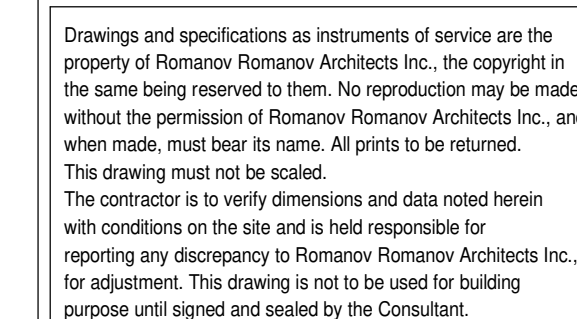 Drawings and specifications as instruments of service are the
property of Romanov Romanov Architects Inc., the copyright in
the same being reserved to them. No reproduction may be made
without the permission of Romanov Romanov Architects Inc., and
when made, must bear its name. All prints to be returned.
This drawing must not be scaled.
The contractor is to verify dimensions and data noted herein
with conditions on the site and is held responsible for
reporting any discrepancy to Romanov Romanov Architects Inc.,
for adjustment. This drawing is not to be used for building
purpose until signed and sealed by the Consultant.